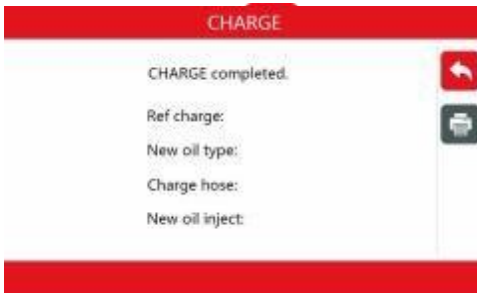 CHARGE
CHARGE completed.
Ref charge:
New oil type:
Charge hose:
New oil inject: